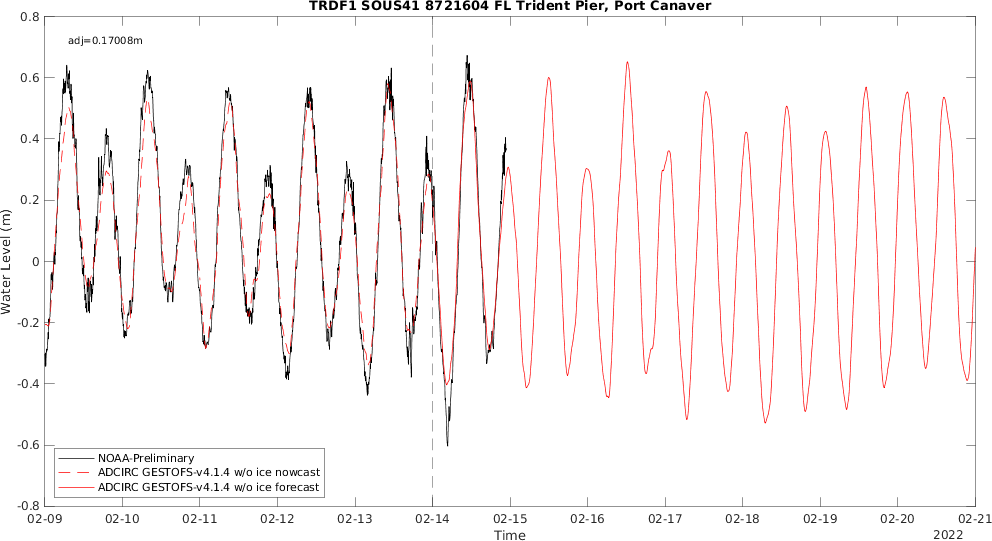 TRDF1 SOUS41 8721604 FL Trident Pier, Port Canaver
adj=0.17008m
0.8
0.6
0.4
0.2
0
-0.2
-0.4
-0.6
-0.8
Water Level (m)
NOAA-Preliminary
ADCIRC GESTOFS-v4.1.4 w/o ice nowcast
ADCIRC GESTOFS-v4.1.4 w/o ice forecast
02-09 02-10 02-11 02-12 02-13 02-14 02-15 02-16 02-17 02-18 02-19 02-20 02-21
Time
2022